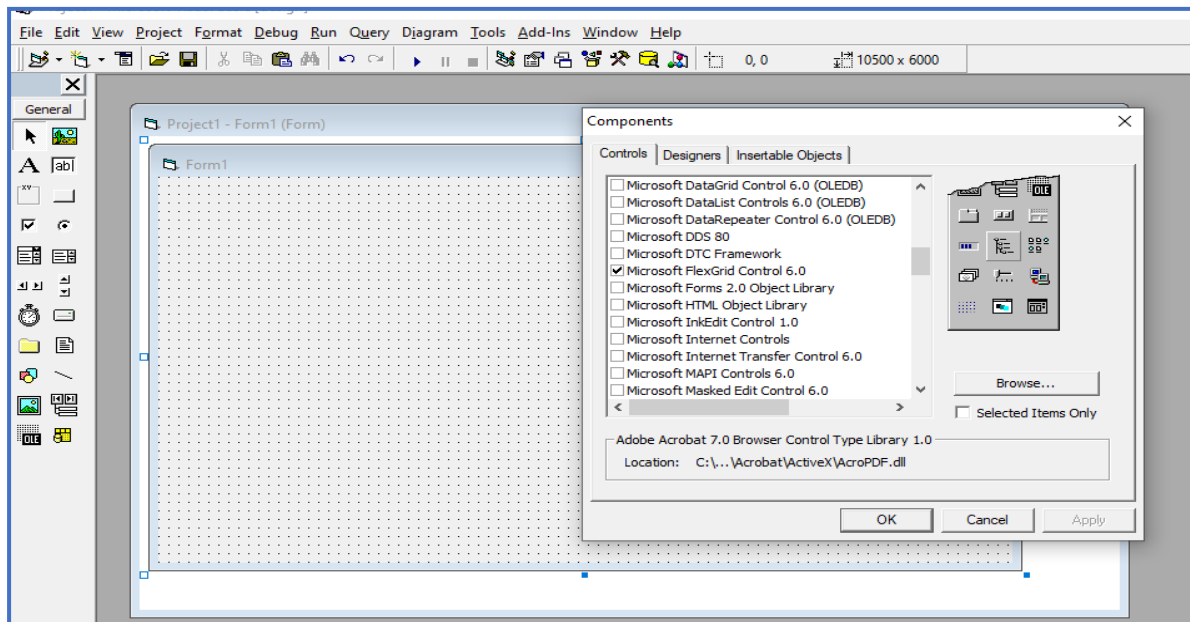 File Edit View Project Format Debug Run Query Diagram Tools Add-Ins Window Help
0, 0 10500 x 6000
General
Project1 - Form1 (Form)
Form1
A ab|
XY
OLE
Components
Controls Designers Insertable Objects
Microsoft DataGrid Control 6.0 (OLEDB)
Microsoft DataList Controls 6.0 (OLEDB)
Microsoft DataRepeater Control 6.0 (OLEDB)
Microsoft DDS 80
Microsoft DTC Framework
Microsoft FlexGrid Control 6.0
Microsoft Forms 2.0 Object Library
Microsoft HTML Object Library
Microsoft InkEdit Control 1.0
Microsoft Internet Controls
Microsoft Internet Transfer Control 6.0
Microsoft MAPI Controls 6.0
Microsoft Masked Edit Control 6.0
OLE
Browse...
Selected Items Only
Adobe Acrobat 7.0 Browser Control Type Library 1.0
Location: C:\...\Acrobat\ActiveX\AcroPDF.dll
OK Cancel Apply